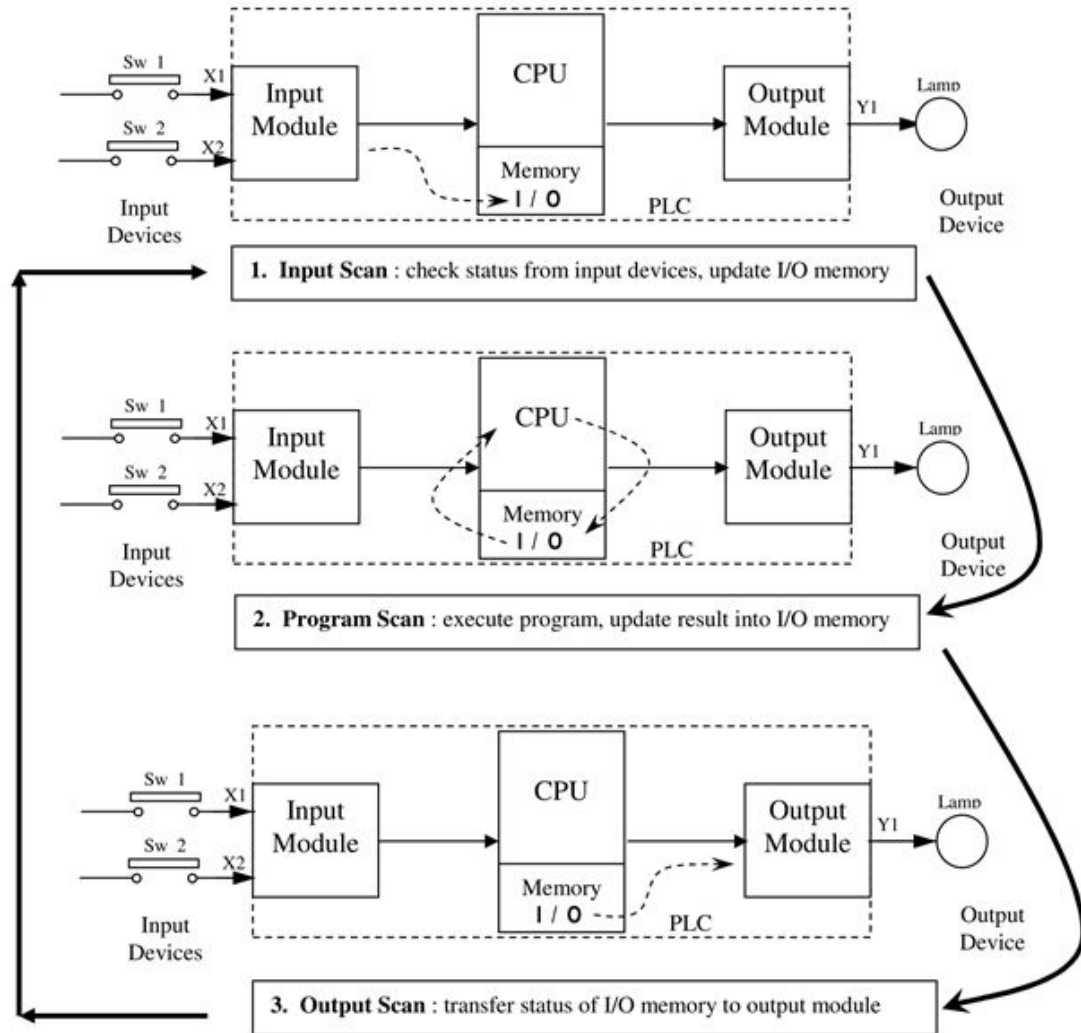 Sw 1
X1
Sw 2
X2
Input
Devices
Input
Module
CPU
Memory
I / O
PLC
Output
Module
Y1
Lamp
Output
Device
1. Input Scan : check status from input devices, update I/O memory
Sw 1
X1
Sw 2
X2
Input
Devices
Input
Module
CPU
Memory
I / O
PLC
Output
Module
Y1
Lamp
Output
Device
2. Program Scan : execute program, update result into I/O memory
Sw 1
X1
Sw 2
X2
Input
Devices
Input
Module
CPU
Memory
I / O
PLC
Output
Module
Y1
Lamp
Output
Device
3. Output Scan : transfer status of I/O memory to output module